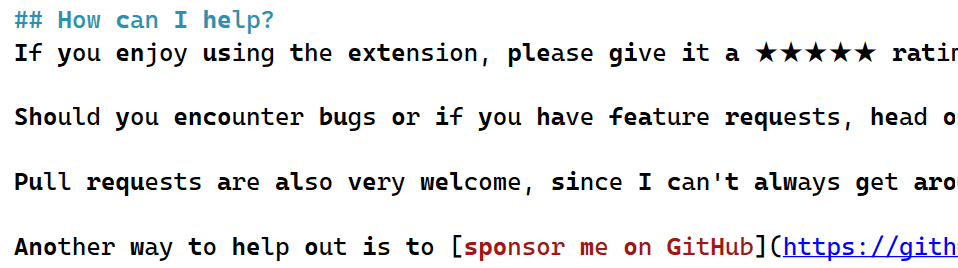 ## How can I help?
If you enjoy using the extension, please give it a ★★★★★ ratin
Should you encounter bugs or if you have feature requests, head o
Pull requests are also very welcome, since I can't always get arou
Another way to help out is to [sponsor me on GitHub](https://gith